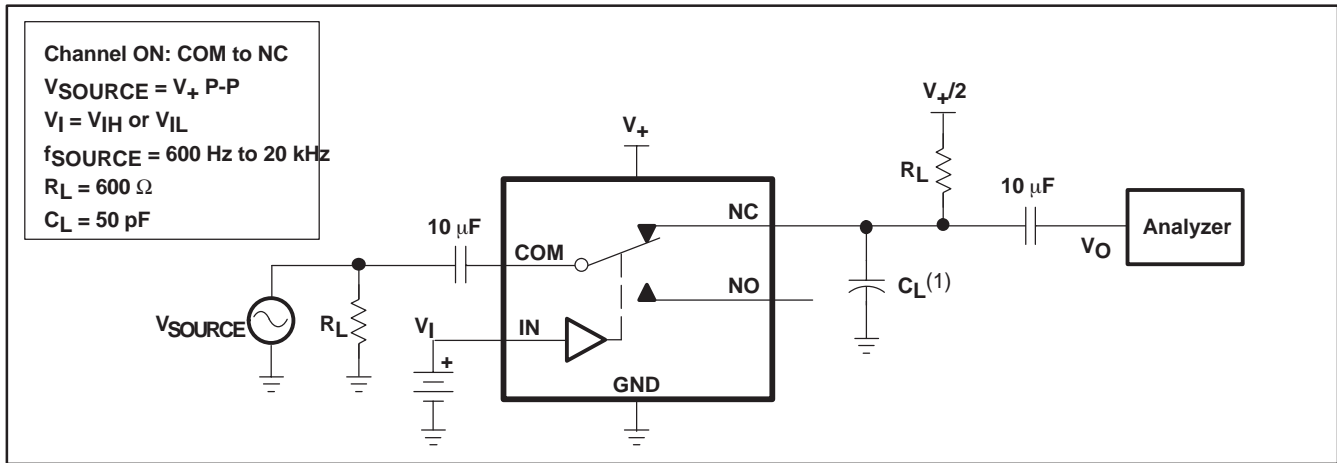 Channel ON: COM to NC
VSOURCE = V+ P-P
VI = VIH or VIL
fSOURCE = 600 Hz to 20 kHz
RL = 600 Ω
CL = 50 pF
V+/2
V+
RL
10 μF
NC
Analyzer
10 μF
COM
VO
CL(1)
NO
VSOURCE
RL
VI
IN
+
GND